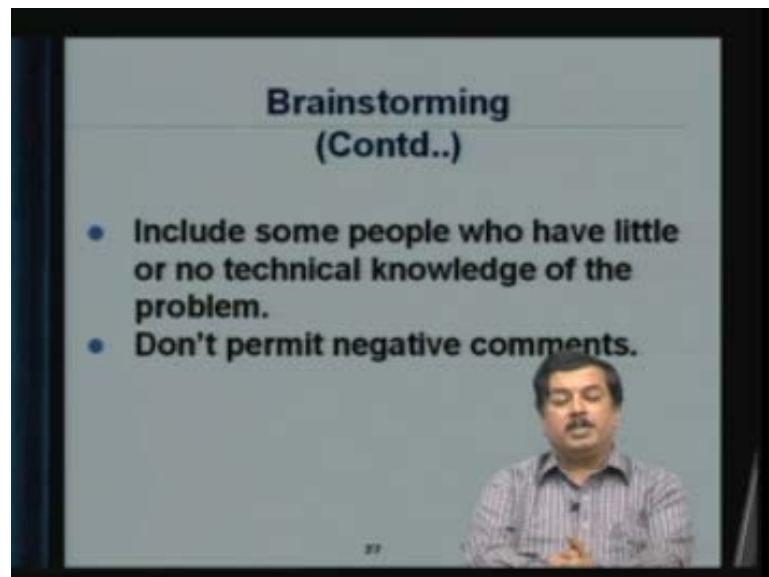 Brainstorming
(Contd..)
● Include some people who have little
or no technical knowledge of the
problem.
● Don't permit negative comments.
27